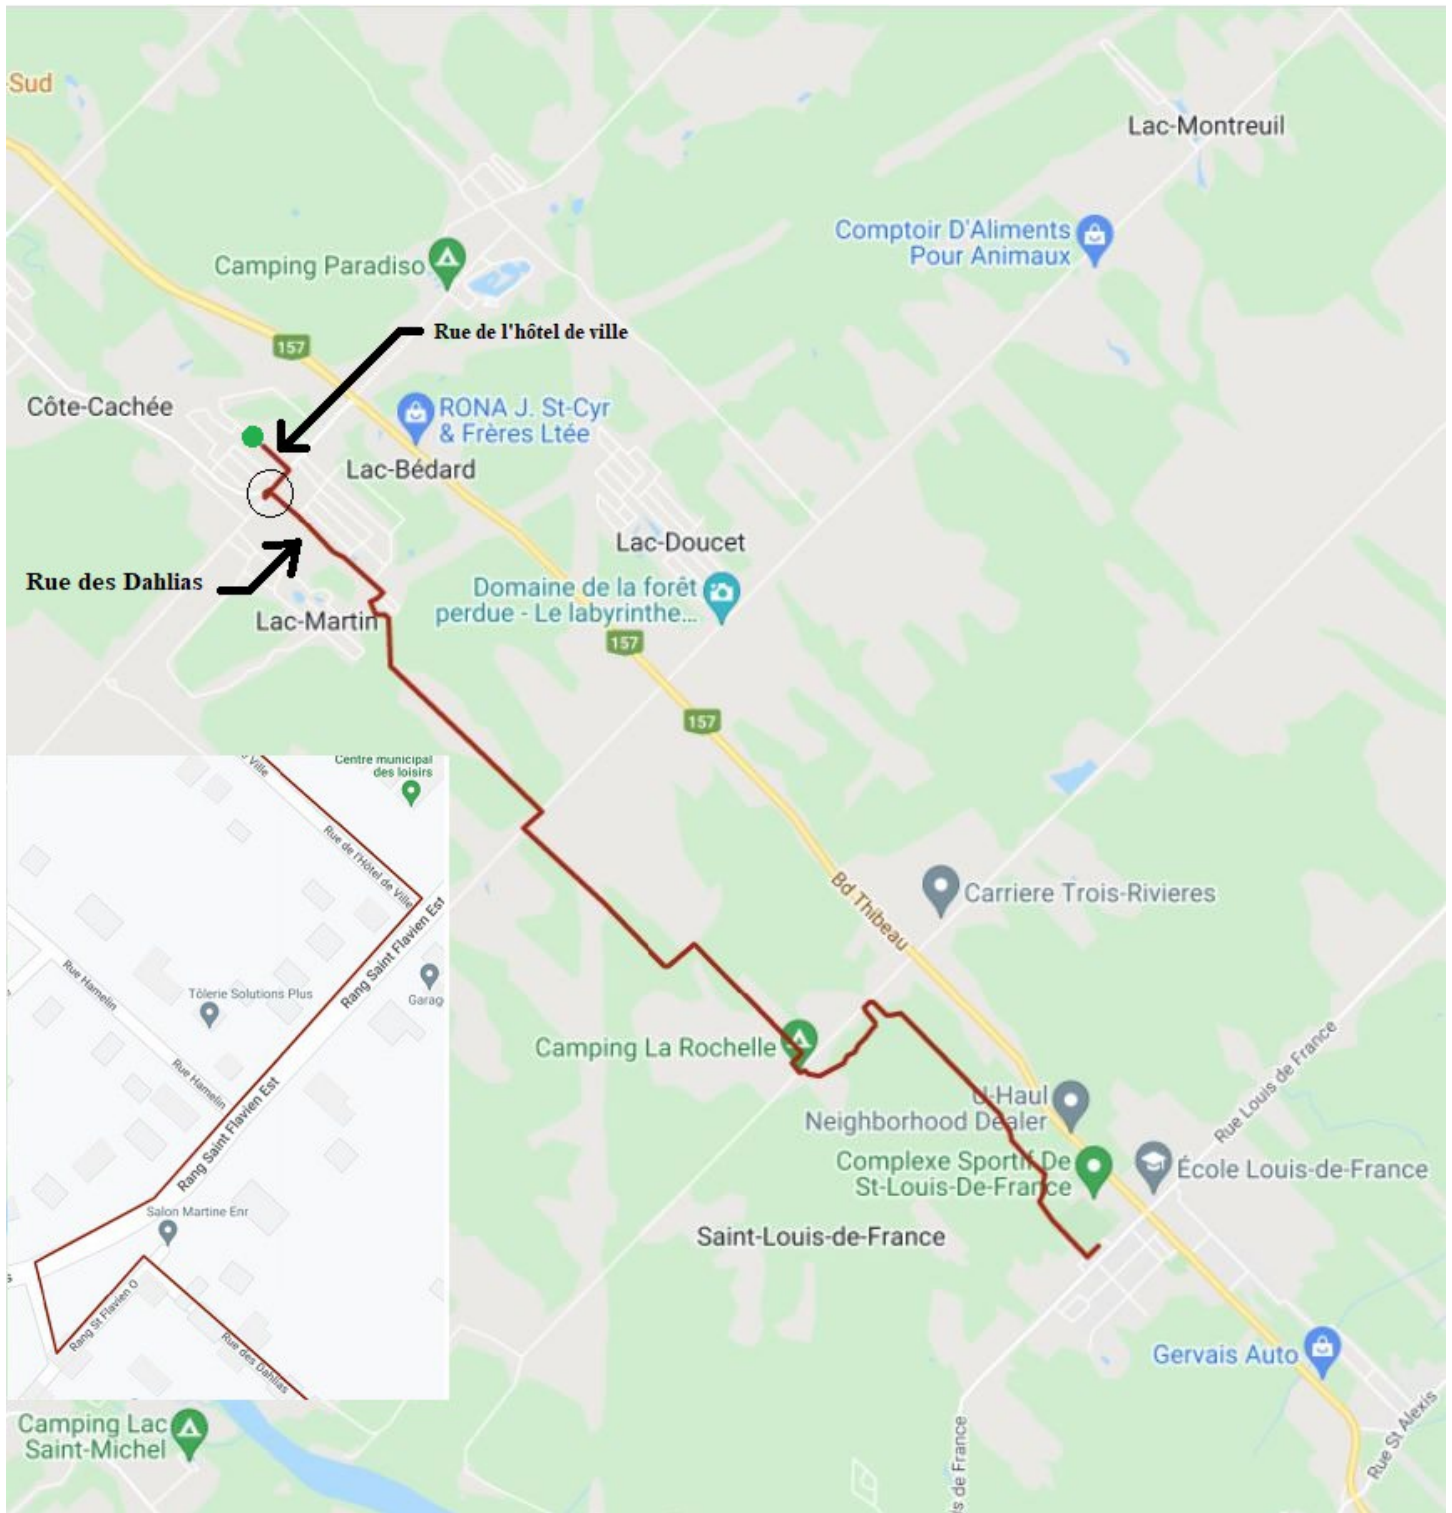 -Sud
Lac-Montreuil
Comptoir D'Aliments
Pour Animaux
Camping Paradiso
Rue de l'hôtel de ville
157
Côte-Cachée
RONA J. St-Cyr
& Frères Ltée
Lac-Bédard
Lac-Doucet
Rue des Dahlias
Domaine de la forêt
perdue - Le labyrinthe...
Lac-Martin
157
157
Centre municipal
des loisirs
Ville
Rue de l'Hôtel de Ville
Rang Saint Flavien Est
Rue Hamelin
Tôlerie Solutions Plus
Garag
Rue Hamelin
Rang Saint Flavien Est
Salon Martine Enr
Rang St Flavien O
Rue des Dahlias
Bd Thibeau
Carriere Trois-Rivieres
Camping La Rochelle
Rue Louis de France
U-Haul
Neighborhood Dealer
Complexe Sportif De
St-Louis-De-France
École Louis-de-France
Saint-Louis-de-France
Gervais Auto
Camping Lac
Saint-Michel
is de France
Rue St Alexis